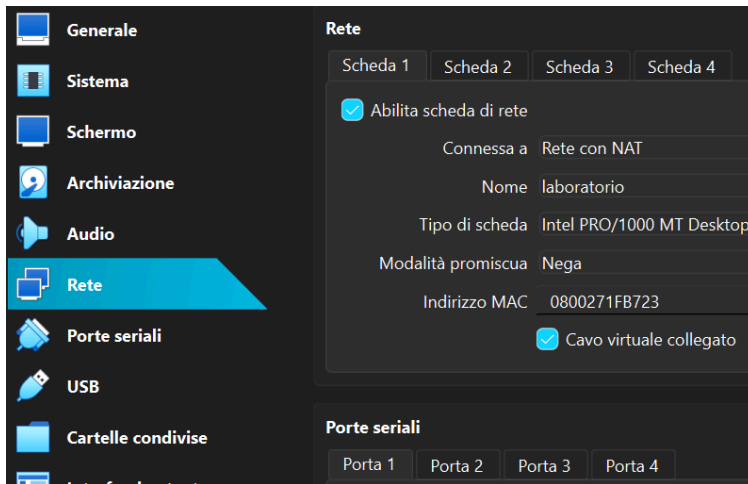 Generale
Sistema
Schermo
Archiviazione
Audio
Rete
Porte seriali
USB
Cartelle condivise
Rete
Scheda 1 Scheda 2 Scheda 3 Scheda 4
Abilita scheda di rete
Connessa a Rete con NAT
Nome laboratorio
Tipo di scheda Intel PRO/1000 MT Desktop
Modalità promiscua Nega
Indirizzo MAC 0800271FB723
Cavo virtuale collegato
Porte seriali
Porta 1 Porta 2 Porta 3 Porta 4